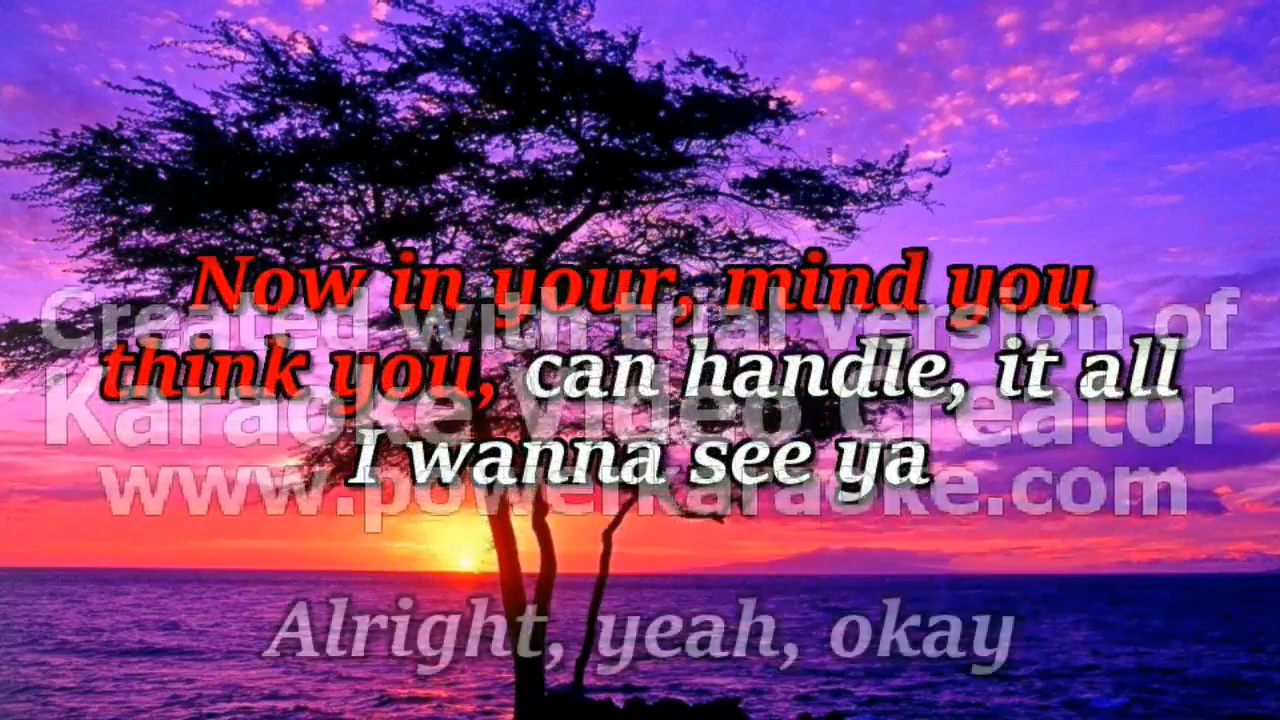 Now in your, mind you
Created with trial version of
think you, can handle, it all
Karaoke Video Creator
I wanna see ya
www.powerkaraoke.com
Alright, yeah, okay